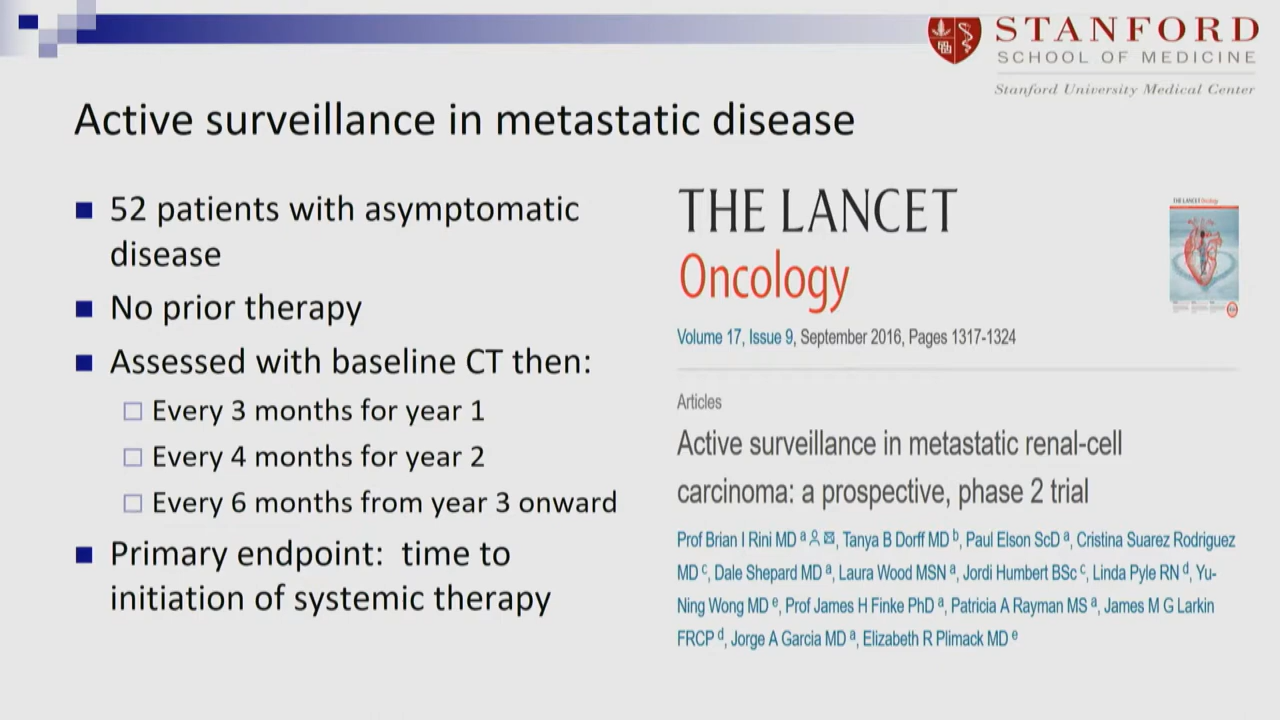 STANFORD
SCHOOL OF MEDICINE
Stanford University Medical Center
Active surveillance in metastatic disease
52 patients with asymptomatic
disease
No prior therapy
Assessed with baseline CT then:
Every 3 months for year 1
Every 4 months for year 2
Every 6 months from year 3 onward
Primary endpoint: time to
initiation of systemic therapy
THE LANCET
Oncology
THE LANCET Oncology
Volume 17, Issue 9, September 2016, Pages 1317-1324
Articles
Active surveillance in metastatic renal-cell
carcinoma: a prospective, phase 2 trial
Prof Brian I Rini MD a, Tanya B Dorff MD b, Paul Elson ScD a, Cristina Suarez Rodriguez
MD c, Dale Shepard MD a, Laura Wood MSN a, Jordi Humbert BSc c, Linda Pyle RN d, Yu-
Ning Wong MD e, Prof James H Finke PhD a, Patricia A Rayman MS a, James M G Larkin
FRCP d, Jorge A Garcia MD a, Elizabeth R Plimack MD e